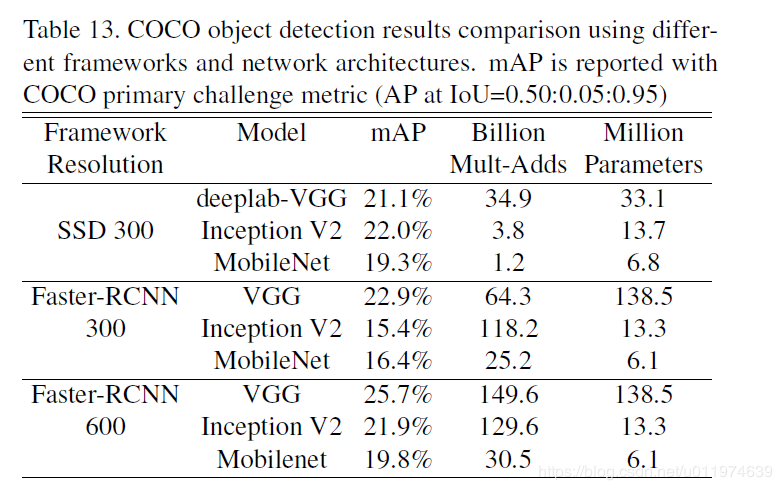 Table 13. COCO object detection results comparison using differ-
ent frameworks and network architectures. mAP is reported with
COCO primary challenge metric (AP at IoU=0.50:0.05:0.95)
Framework Model mAP Billion Million
Resolution Mult-Adds Parameters
deeplab-VGG 21.1% 34.9 33.1
SSD 300 Inception V2 22.0% 3.8 13.7
MobileNet 19.3% 1.2 6.8
Faster-RCNN VGG 22.9% 64.3 138.5
300 Inception V2 15.4% 118.2 13.3
MobileNet 16.4% 25.2 6.1
Faster-RCNN VGG 25.7% 149.6 138.5
600 Inception V2 21.9% 129.6 13.3
Mobilenet 19.8% 30.5 6.1
https://blog.csdn.net/u011974639